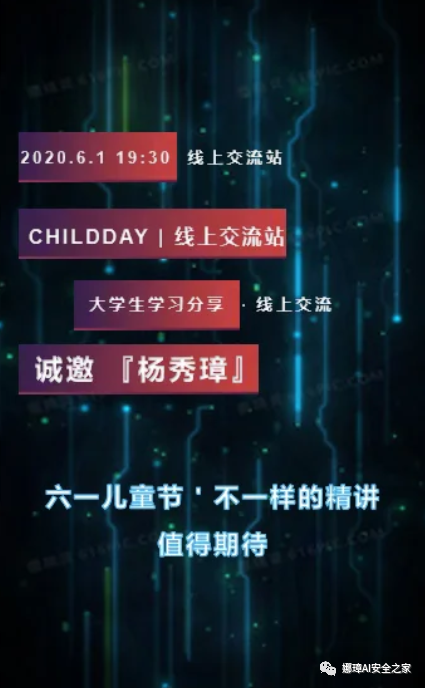 2020.6.1 19:30 线上交流站
CHILDDAY | 线上交流站
大学生学习分享 · 线上交流
诚邀 『杨秀璋』
六一儿童节 ' 不一样的精讲
值得期待
娜璋AI安全之家